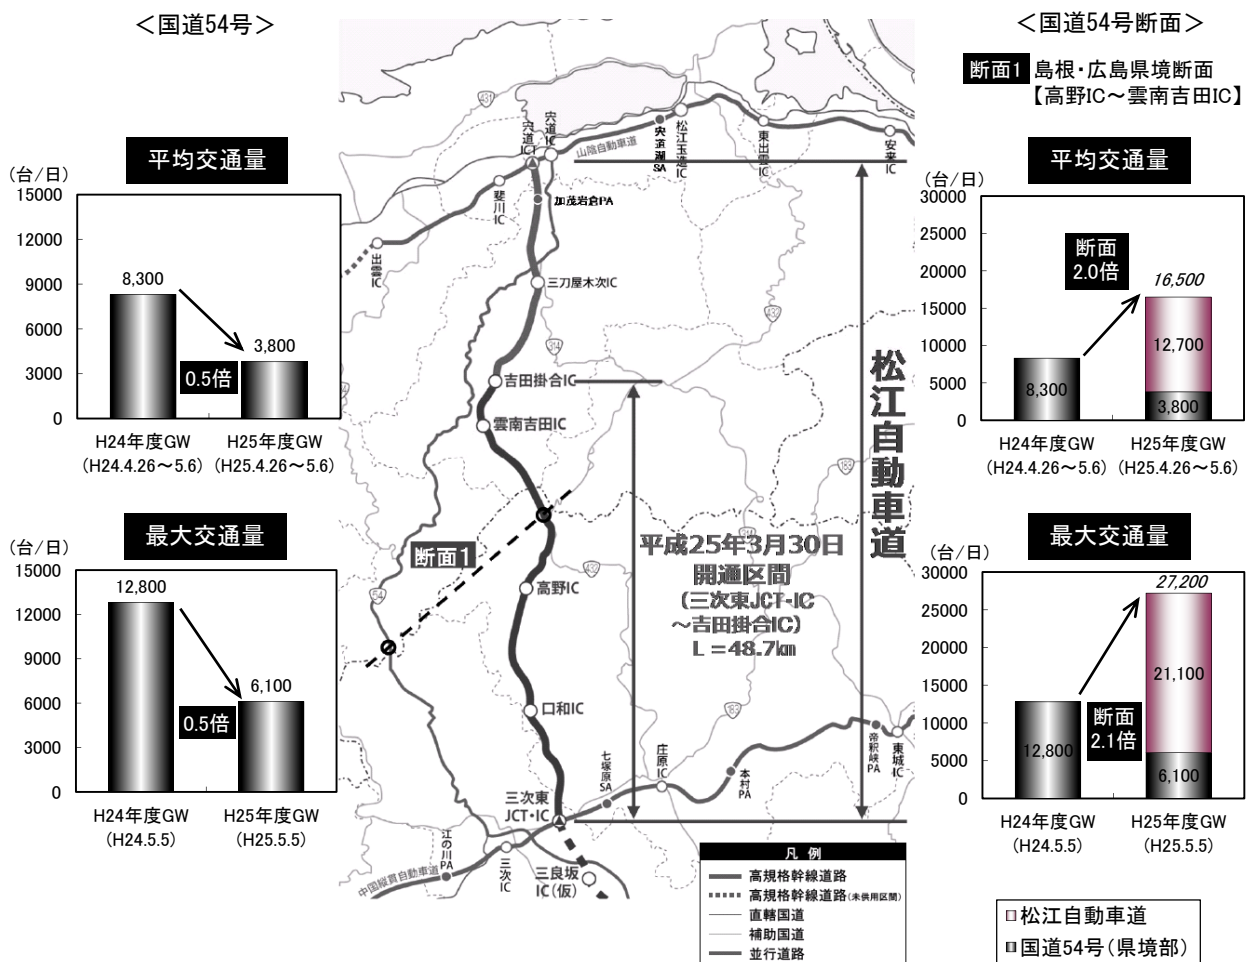 ＜国道54号＞
平均交通量
(台/日)
15000
12000
9000
6000
3000
0
8,300
3,800
0.5倍
H24年度GW
(H24.4.26～5.6)
H25年度GW
(H25.4.26～5.6)
最大交通量
(台/日)
15000
12000
9000
6000
3000
0
12,800
6,100
0.5倍
H24年度GW
(H24.5.5)
H25年度GW
(H25.5.5)
431
宍道JCT
宍道IC
山陰自動車道
宍道湖SA
松江玉造IC
東出雲IC
安来IC
斐川IC
出雲IC
加茂岩倉PA
三刀屋木次IC
314
432
吉田掛合IC
雲南吉田IC
183
断面1
54
432
高野IC
口和IC
183
三次東
JCT・IC
七塚原SA
庄原IC
本村PA
帝釈峡PA
東城IC
江の川PA
中国縦貫自動車道
三次IC
三良坂
IC(仮)
松江自動車道
平成25年3月30日
開通区間
(三次東JCT・IC
～吉田掛合IC)
L＝48.7km
凡例
高規格幹線道路
高規格幹線道路(未供用区間)
直轄国道
補助国道
並行道路
＜国道54号断面＞
断面1 島根・広島県境断面
【高野IC～雲南吉田IC】
平均交通量
(台/日)
30000
25000
20000
15000
10000
5000
0
8,300
断面
2.0倍
16,500
12,700
3,800
H24年度GW
(H24.4.26～5.6)
H25年度GW
(H25.4.26～5.6)
最大交通量
(台/日)
30000
25000
20000
15000
10000
5000
0
12,800
断面
2.1倍
27,200
21,100
6,100
H24年度GW
(H24.5.5)
H25年度GW
(H25.5.5)
松江自動車道
国道54号(県境部)